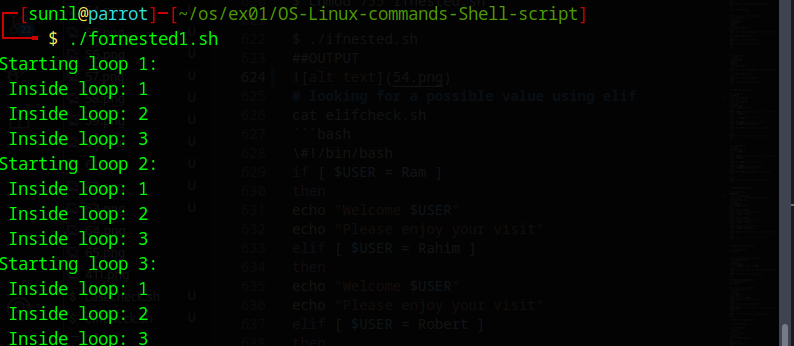 ┌─[sunil@parrot]─[~/os/ex01/OS-Linux-commands-Shell-script]
└──╼ $ ./fornested1.sh
Starting loop 1:
Inside loop: 1
Inside loop: 2
Inside loop: 3
Starting loop 2:
Inside loop: 1
Inside loop: 2
Inside loop: 3
Starting loop 3:
Inside loop: 1
Inside loop: 2
Inside loop: 3
622 $ ./ifnested.sh
623 ##OUTPUT
624 ![alt text](54.png)
625 # looking for a possible value using elif
626 cat elifcheck.sh
627 ```bash
628 \#!/bin/bash
629 if [ $USER = Ram ]
630 then
631 echo "Welcome $USER"
632 echo "Please enjoy your visit"
633 elif [ $USER = Rahim ]
634 then
635 echo "Welcome $USER"
636 echo "Please enjoy your visit"
637 elif [ $USER = Robert ]
638 then